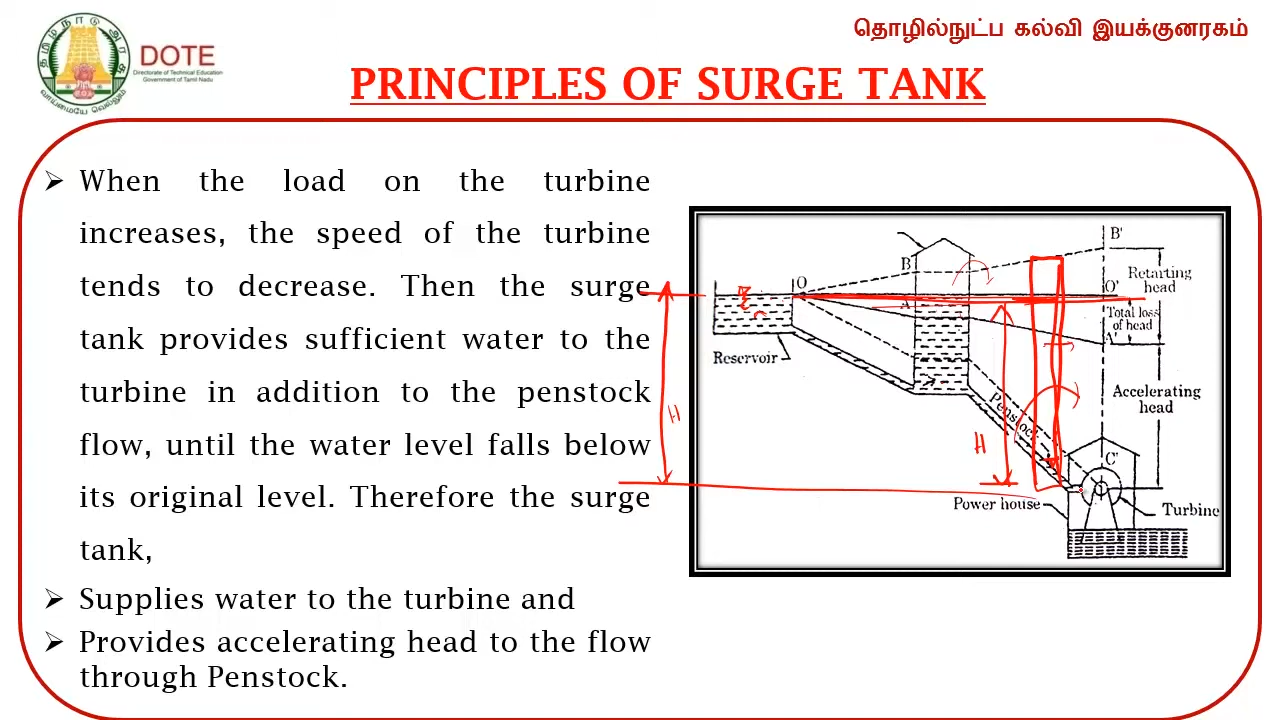 தொழில்நுட்ப கல்வி இயக்குனரகம்
DOTE
Directorate of Technical Education
Government of Tamil Nadu
PRINCIPLES OF SURGE TANK
When the load on the turbine
increases, the speed of the turbine
tends to decrease. Then the surge
tank provides sufficient water to the
turbine in addition to the penstock
flow, until the water level falls below
its original level. Therefore the surge
tank,
Supplies water to the turbine and
Provides accelerating head to the flow
through Penstock.
B'
B
O
Retarting
head
O'
A
Total loss
of head
A'
Reservoir
Accelerating
head
Penstock
H
H
C'
Power house
Turbine